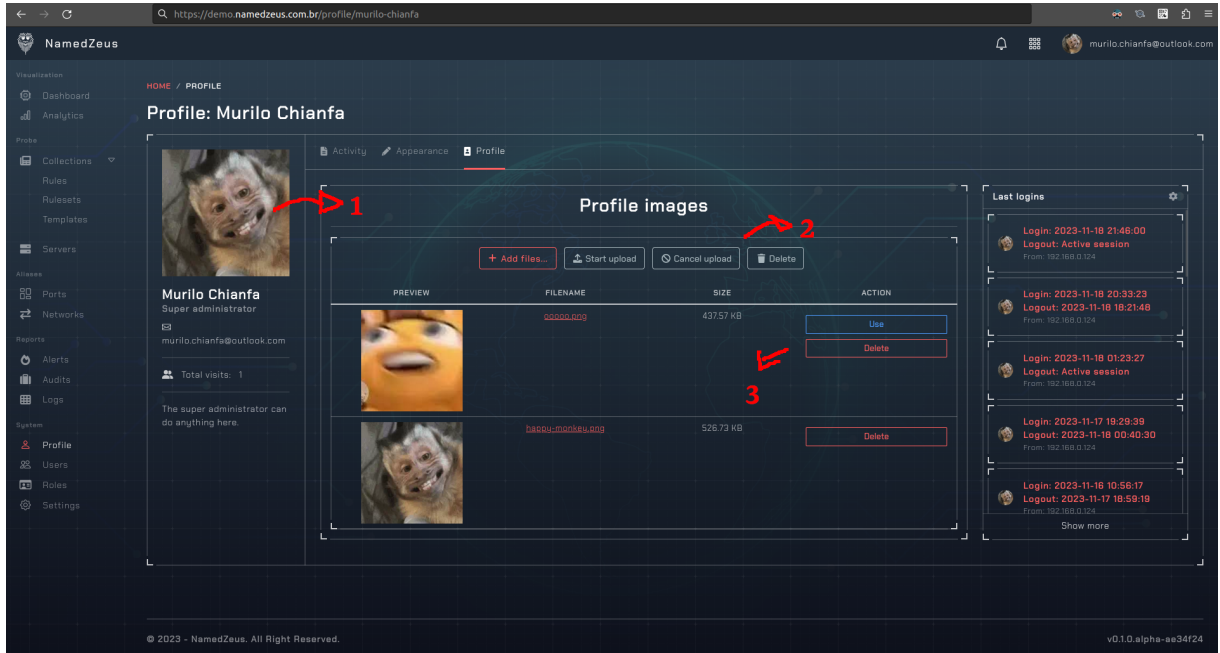 https://demo.namedzeus.com.br/profile/murilo-chianfa
NamedZeus
murilo.chianfa@outlook.com
Visualization
Dashboard
Analytics
Probe
Collections
Rules
Rulesets
Templates
Servers
Aliases
Ports
Networks
Reports
Alerts
Audits
Logs
System
Profile
Users
Roles
Settings
HOME / PROFILE
Profile: Murilo Chianfa
1
Murilo Chianfa
Super administrator
murilo.chianfa@outlook.com
Total visits: 1
The super administrator can
do anything here.
Activity Appearance Profile
Profile images
2
+ Add files... Start upload Cancel upload Delete
PREVIEW FILENAME SIZE ACTION
ooooo.png 437.57 KB Use
Delete
3
happy-monkey.png 526.73 KB Delete
Last logins
Login: 2023-11-18 21:46:00
Logout: Active session
From: 192.168.0.124
Login: 2023-11-18 20:33:23
Logout: 2023-11-18 18:21:48
From: 192.168.0.124
Login: 2023-11-18 01:23:27
Logout: Active session
From: 192.168.0.124
Login: 2023-11-17 19:29:39
Logout: 2023-11-18 00:40:30
From: 192.168.0.124
Login: 2023-11-16 10:56:17
Logout: 2023-11-17 18:59:19
From: 192.168.0.124
Show more
© 2023 - NamedZeus. All Right Reserved.
v0.1.0.alpha-ae34f24